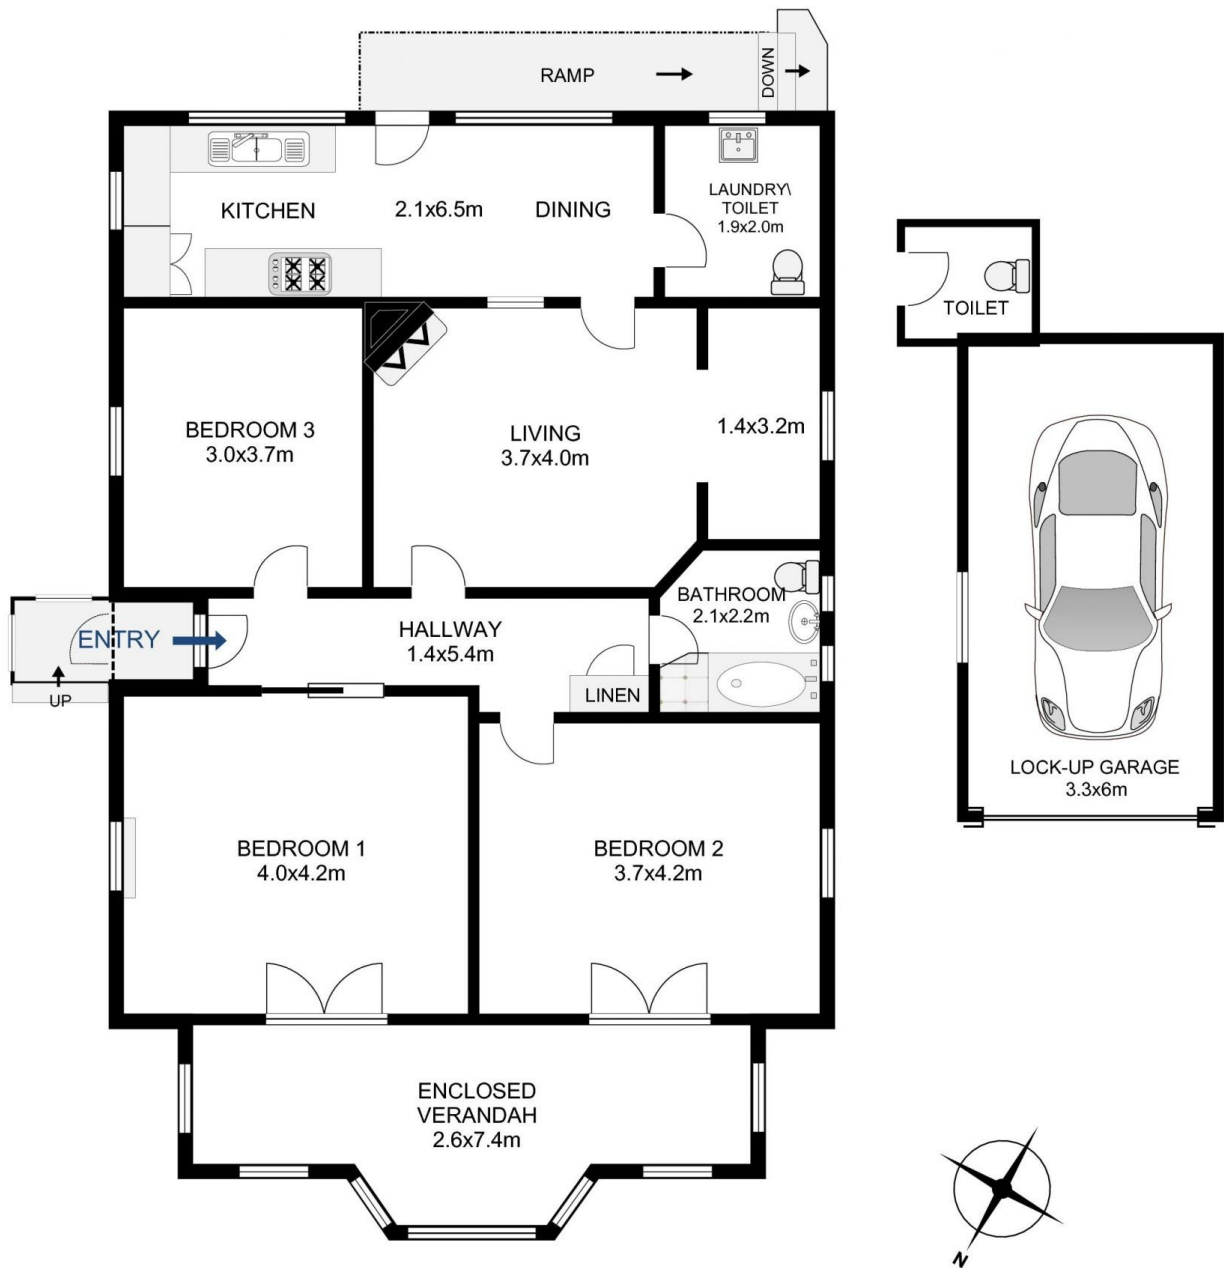 RAMP
DOWN
KITCHEN
2.1x6.5m
DINING
LAUNDRY\
TOILET
1.9x2.0m
TOILET
BEDROOM 3
3.0x3.7m
LIVING
3.7x4.0m
1.4x3.2m
BATHROOM
2.1x2.2m
ENTRY
UP
HALLWAY
1.4x5.4m
LINEN
BEDROOM 1
4.0x4.2m
BEDROOM 2
3.7x4.2m
LOCK-UP GARAGE
3.3x6m
ENCLOSED
VERANDAH
2.6x7.4m
N